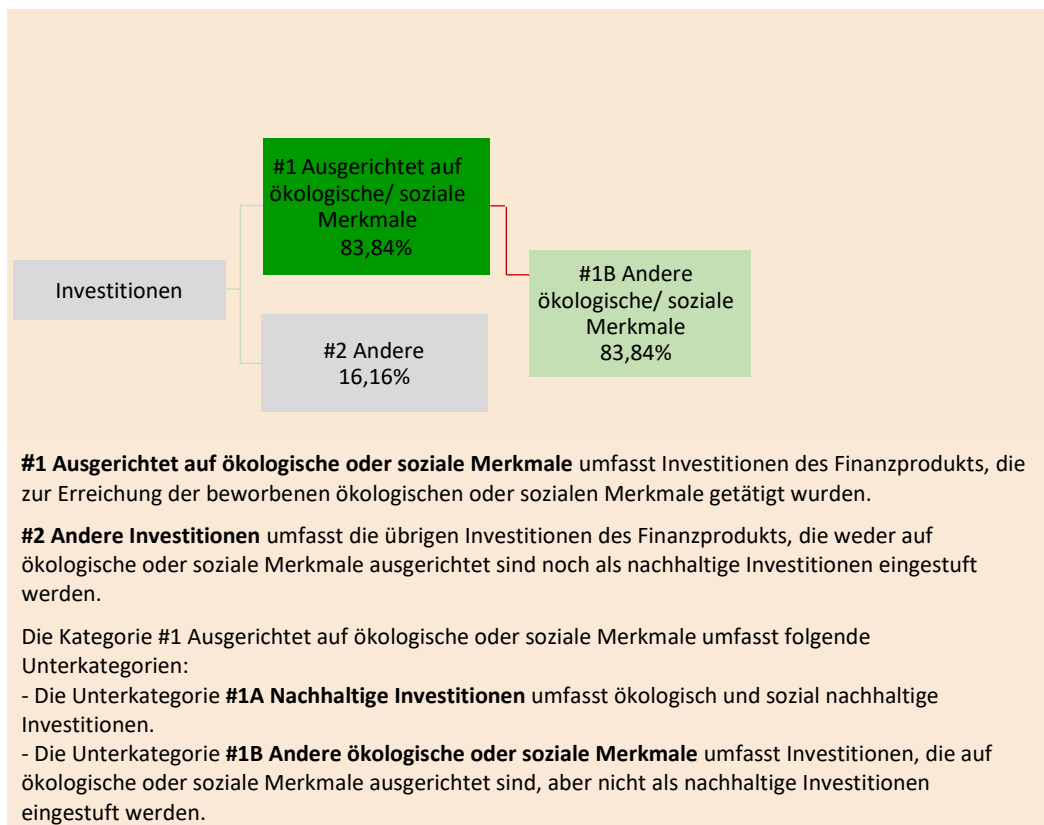 #1 Ausgerichtet auf
ökologische/ soziale
Merkmale
83,84%
Investitionen
#1B Andere
ökologische/ soziale
Merkmale
83,84%
#2 Andere
16,16%
#1 Ausgerichtet auf ökologische oder soziale Merkmale umfasst Investitionen des Finanzprodukts, die
zur Erreichung der beworbenen ökologischen oder sozialen Merkmale getätigt wurden.
#2 Andere Investitionen umfasst die übrigen Investitionen des Finanzprodukts, die weder auf
ökologische oder soziale Merkmale ausgerichtet sind noch als nachhaltige Investitionen eingestuft
werden.
Die Kategorie #1 Ausgerichtet auf ökologische oder soziale Merkmale umfasst folgende
Unterkategorien:
- Die Unterkategorie #1A Nachhaltige Investitionen umfasst ökologisch und sozial nachhaltige
Investitionen.
- Die Unterkategorie #1B Andere ökologische oder soziale Merkmale umfasst Investitionen, die auf
ökologische oder soziale Merkmale ausgerichtet sind, aber nicht als nachhaltige Investitionen
eingestuft werden.